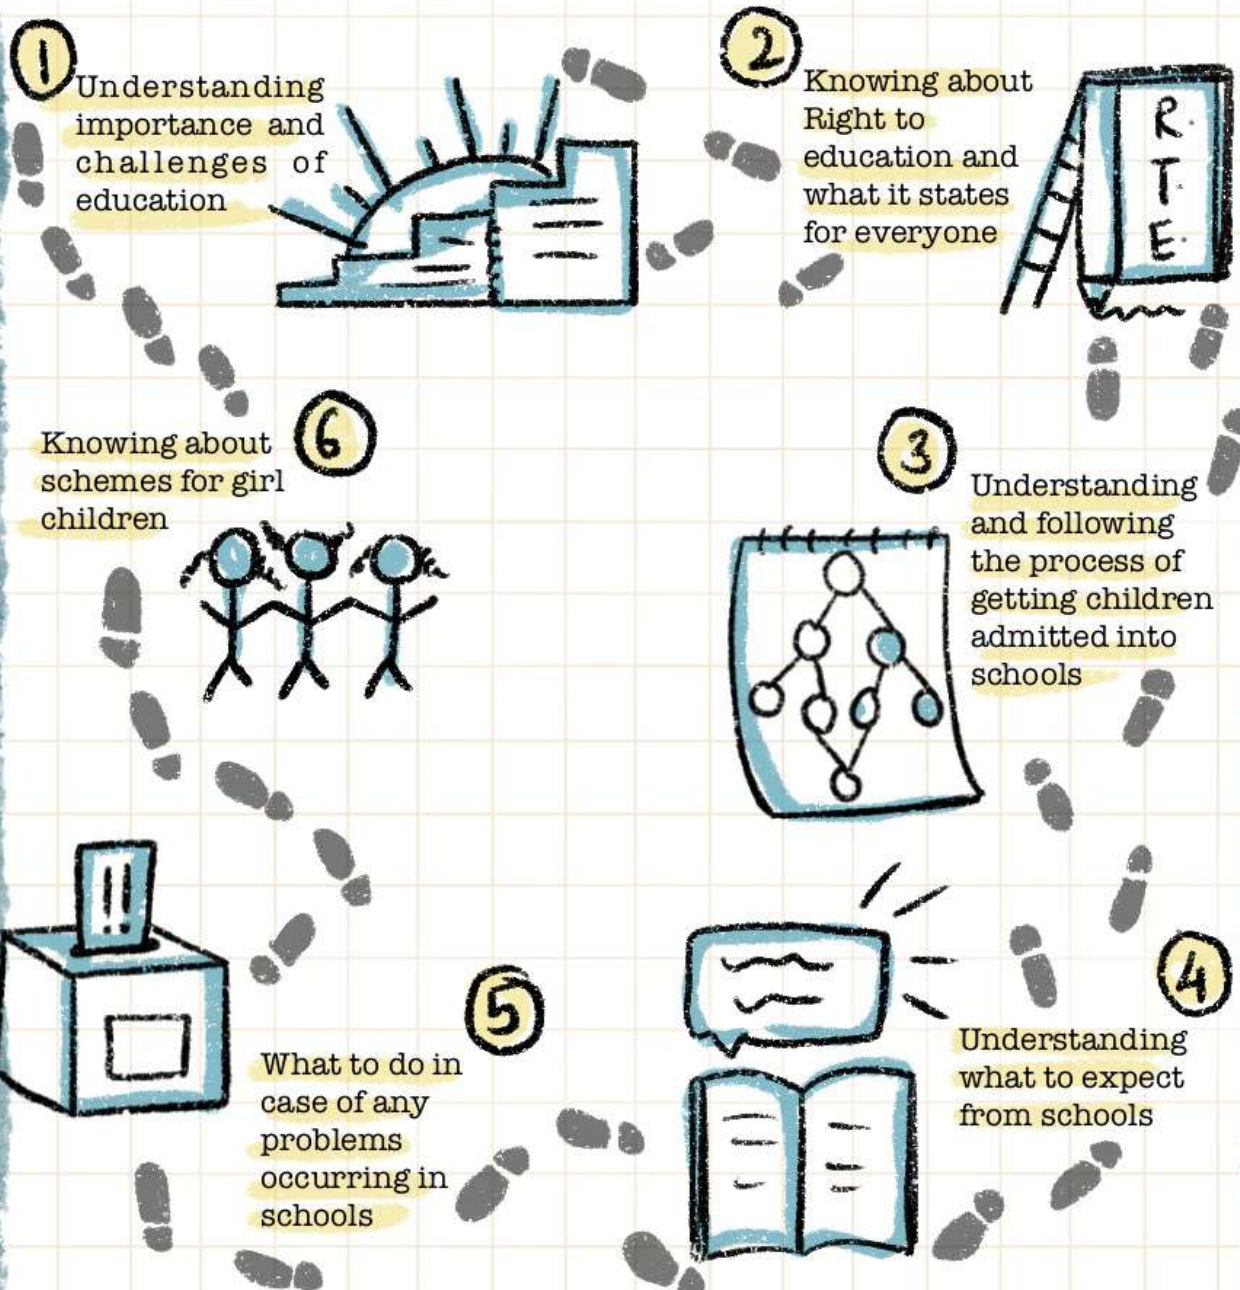 1
Understanding
importance and
challenges of
education
2
Knowing about
Right to
education and
what it states
for everyone
R.
T.
E.
3
Understanding
and following
the process of
getting children
admitted into
schools
4
Understanding
what to expect
from schools
5
What to do in
case of any
problems
occurring in
schools
6
Knowing about
schemes for girl
children